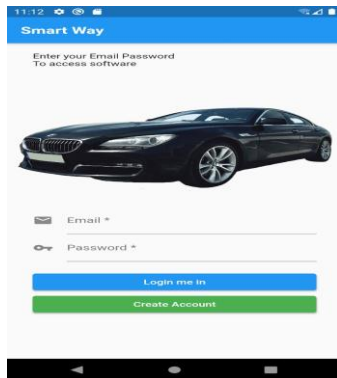 11:12
Smart Way
Enter your Email Password
To access software
Email *
Password *
Login me in
Create Account